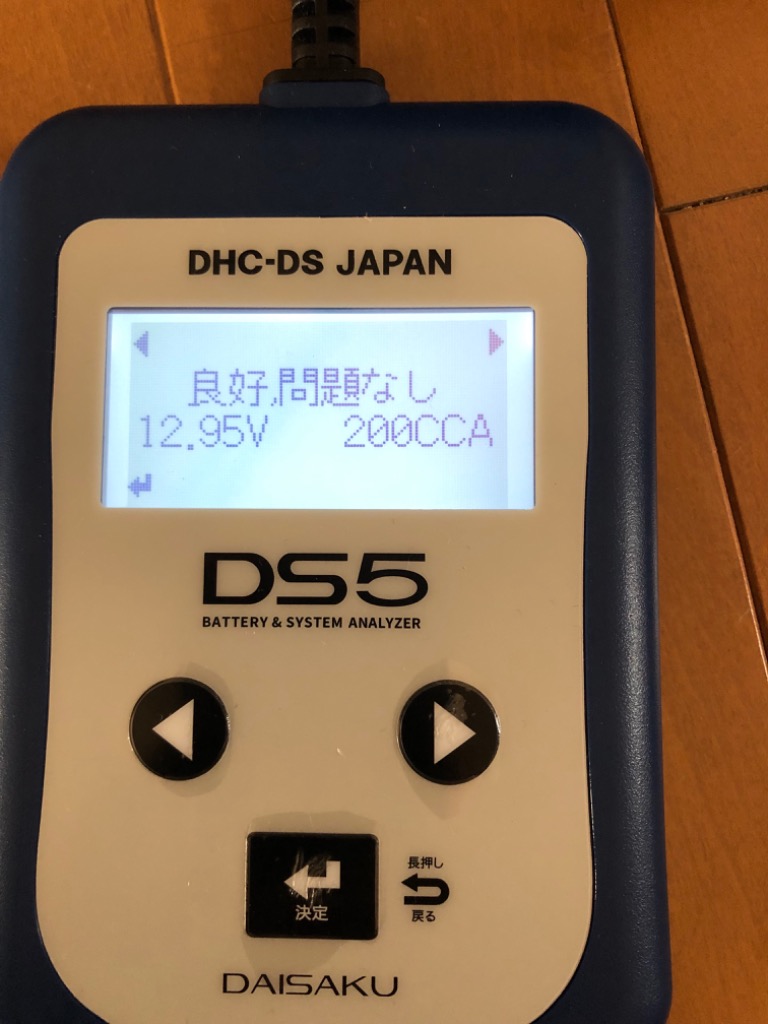 DHC-DS JAPAN
良好,問題なし
12.95V 200CCA
DS5
BATTERY & SYSTEM ANALYZER
長押し
決定
戻る
DAISAKU